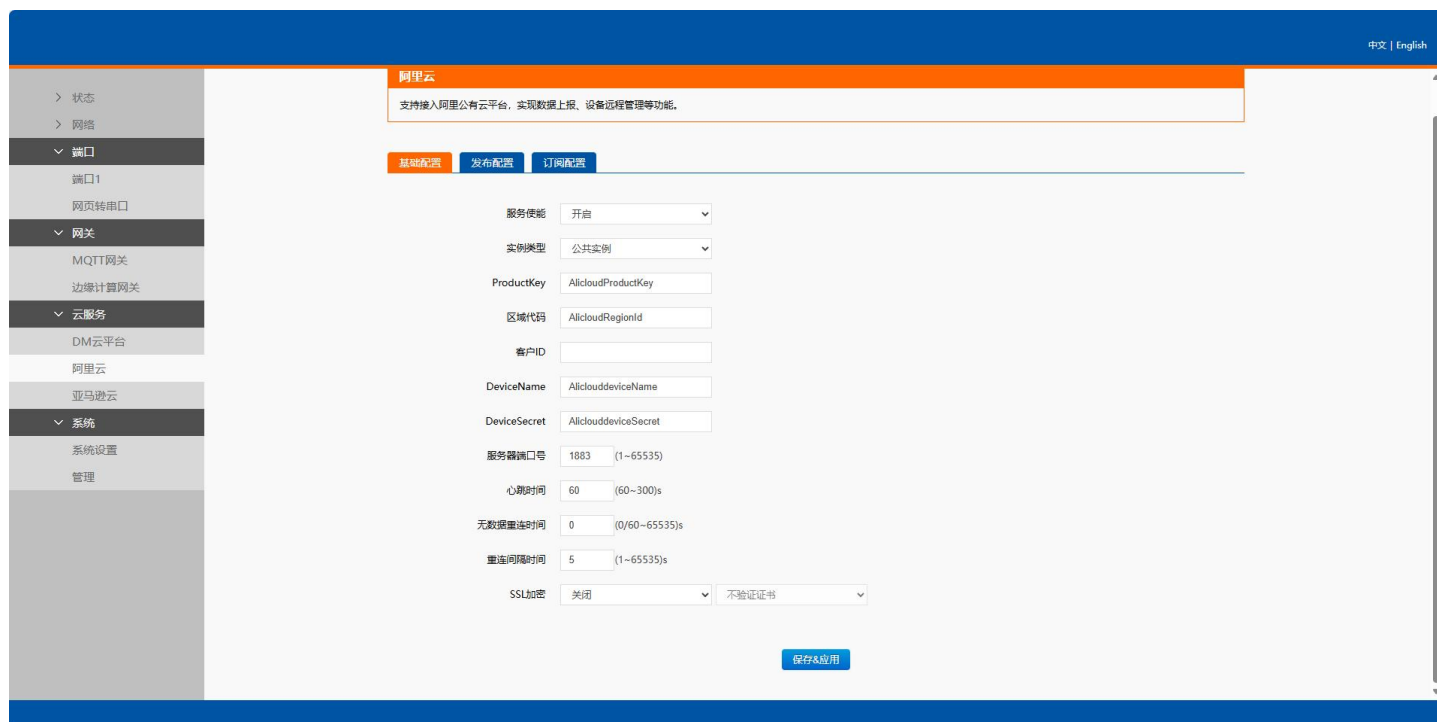 中文 | English
状态
网络
端口
端口1
网页转串口
网关
MQTT网关
边缘计算网关
云服务
DM云平台
阿里云
亚马逊云
系统
系统设置
管理
阿里云
支持接入阿里公有云平台，实现数据上报、设备远程管理等功能。
基础配置 发布配置 订阅配置
服务使能 开启
实例类型 公共实例
ProductKey AlicloudProductKey
区域代码 AlicloudRegionId
客户ID
DeviceName AliclouddeviceName
DeviceSecret AliclouddeviceSecret
服务器端口号 1883 (1~65535)
心跳时间 60 (60~300)s
无数据重连时间 0 (0/60~65535)s
重连间隔时间 5 (1~65535)s
SSL加密 关闭 不验证证书
保存&应用